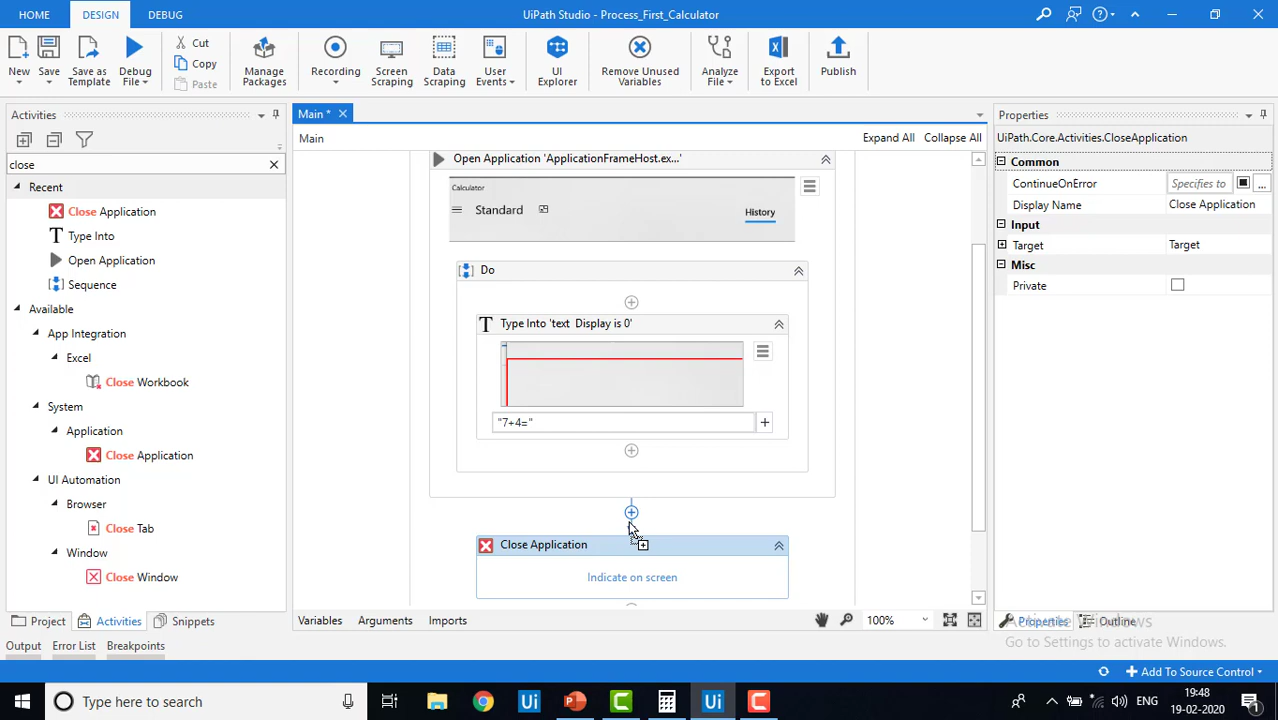 HOME DESIGN DEBUG UiPath Studio - Process_First_Calculator
New Save Save as Template Debug File Cut Copy Paste Manage Packages Recording Screen Scraping Data Scraping User Events UI Explorer Remove Unused Variables Analyze File Export to Excel Publish
Activities
close
Recent
Close Application
Type Into
Open Application
Sequence
Available
App Integration
Excel
Close Workbook
System
Application
Close Application
UI Automation
Browser
Close Tab
Window
Close Window
Project Activities Snippets
Main *
Main Expand All Collapse All
Open Application 'ApplicationFrameHost.ex...'
Calculator
Standard
History
Do
Type Into 'text Display is 0'
"7+4="
Close Application
Indicate on screen
Variables Arguments Imports 100%
Properties
UiPath.Core.Activities.CloseApplication
Common
ContinueOnError Specifies to ...
Display Name Close Application
Input
Target Target
Misc
Private
Properties Outline
Activate Windows
Go to Settings to activate Windows.
Output Error List Breakpoints
Add To Source Control
Type here to search
Ui
Ui
ENG
19:48
19-02-2020
1